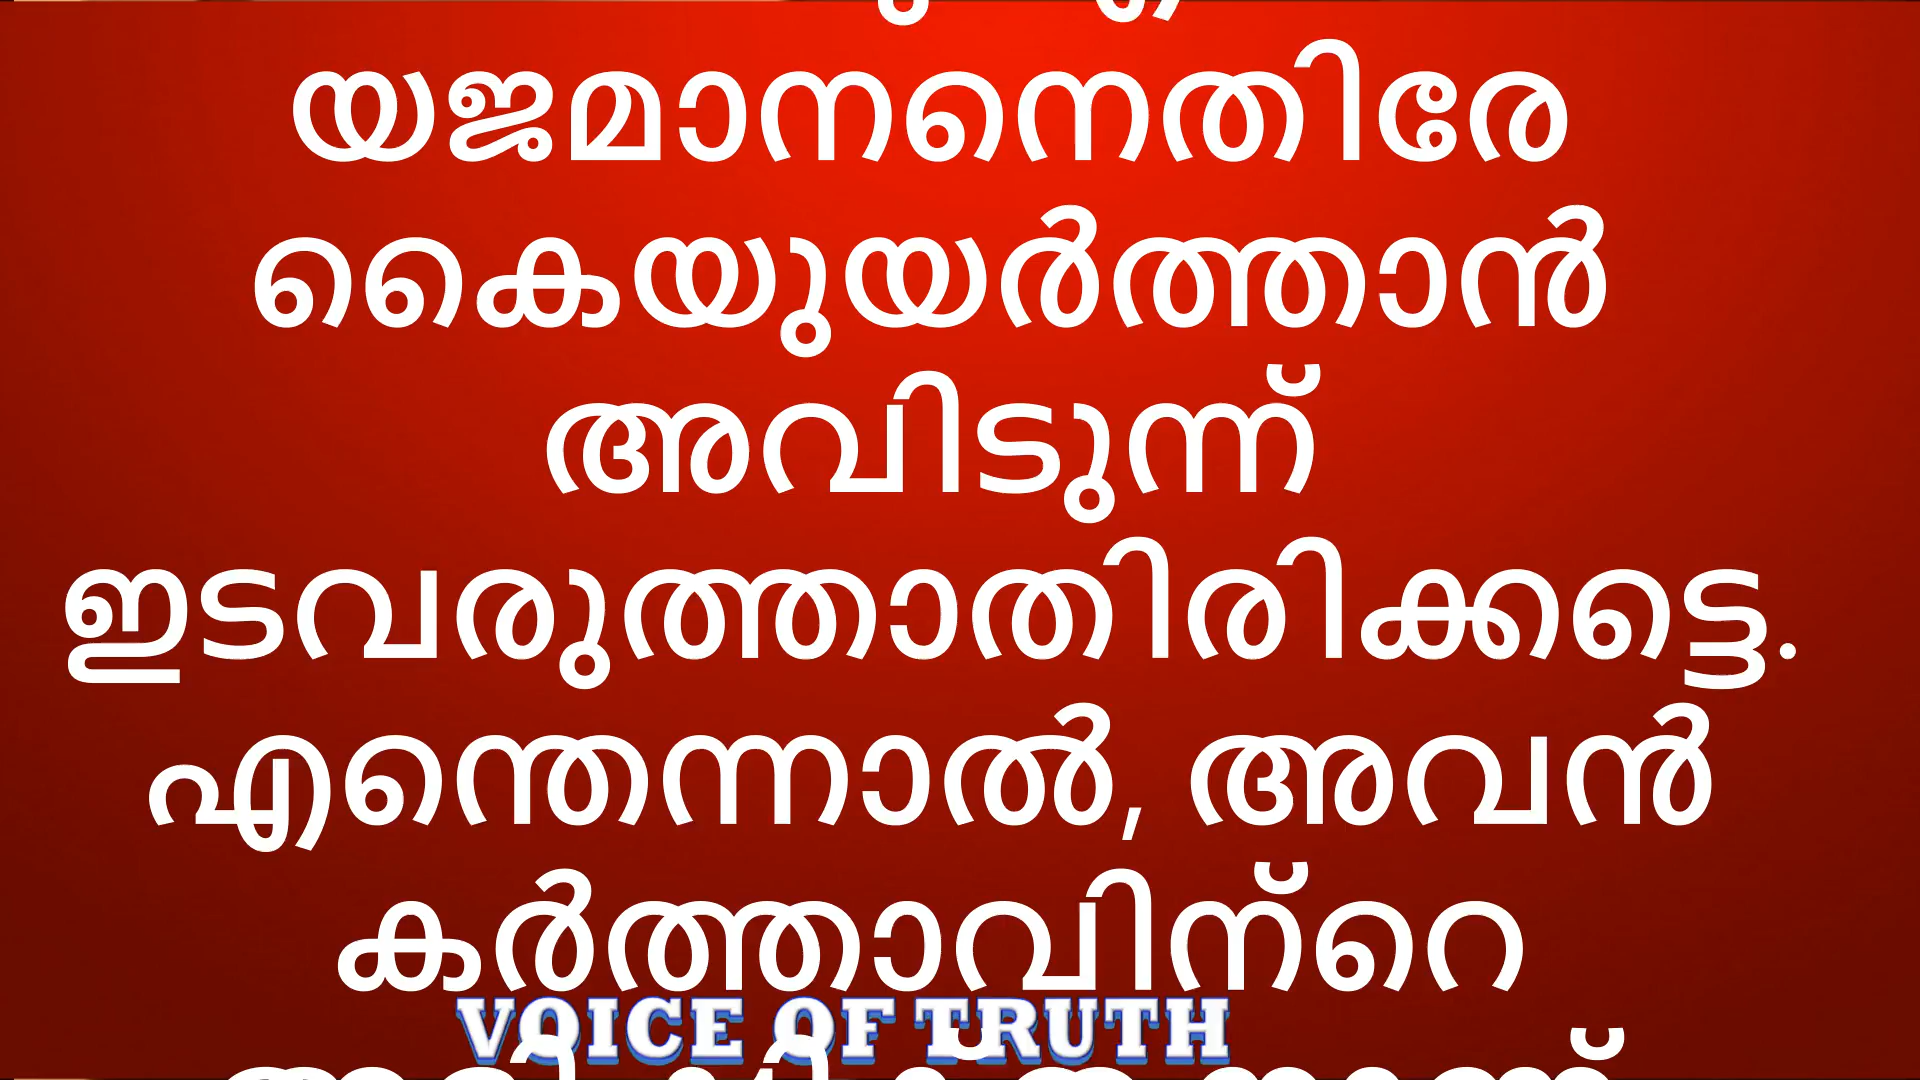 യജമാനനെതിരേ
കൈയുയർത്താൻ
അവിടുന്ന്
ഇടവരുത്താതിരിക്കട്ടെ.
എന്തെന്നാൽ, അവൻ
കർത്താവിന്റെ
VOICE OF TRUTH